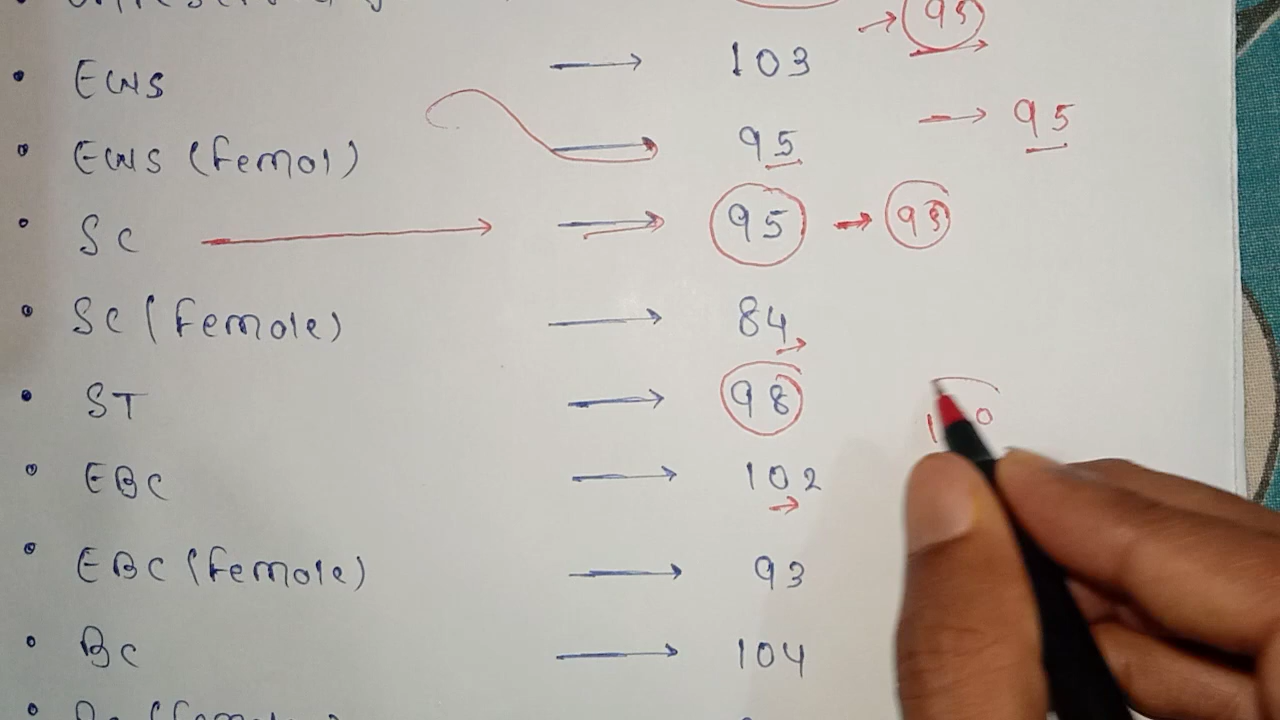 → 95
• EWS → 103
• EWS (Femal) → 95 → 95
• SC → → 95 → 93
• SC (Female) → 84
• ST → 98
• EBC → 102
• EBC (Female) → 93
• BC → 104